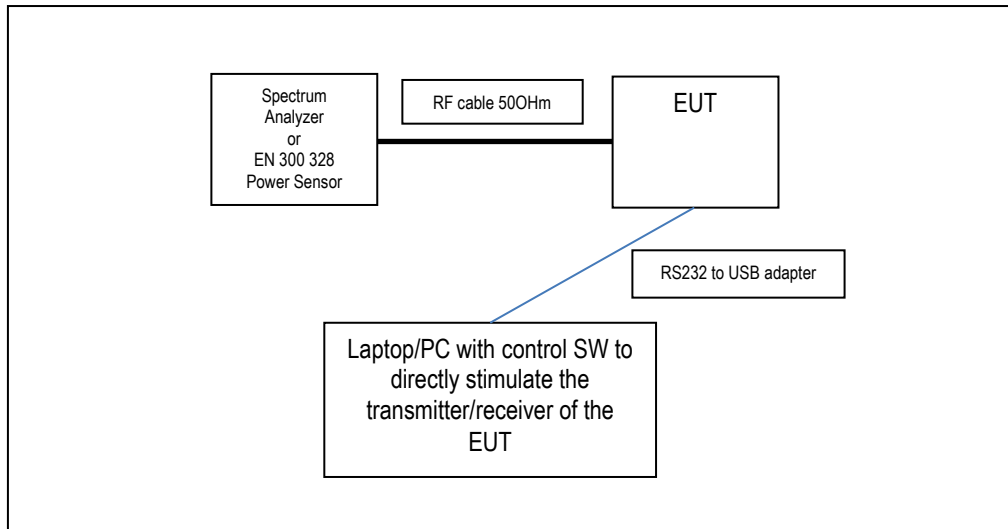 Spectrum
Analyzer
or
EN 300 328
Power Sensor
RF cable 50OHm
EUT
RS232 to USB adapter
Laptop/PC with control SW to
directly stimulate the
transmitter/receiver of the
EUT